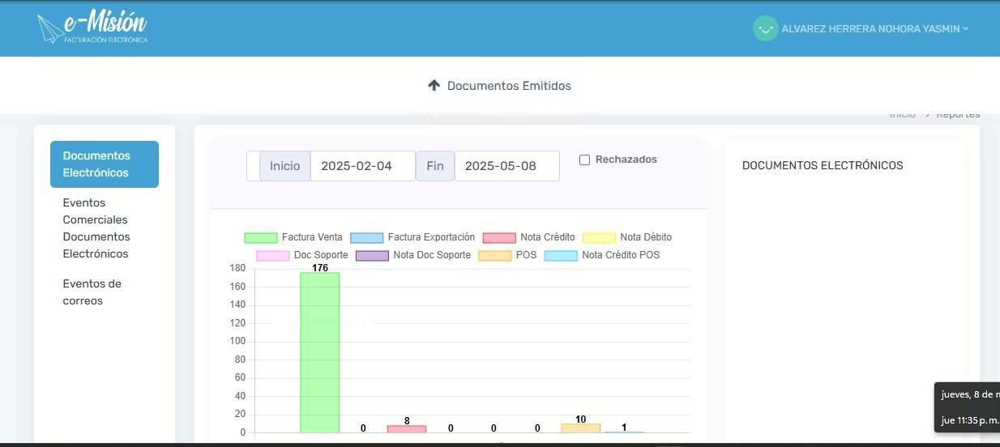 e-Misión
FACTURACIÓN ELECTRÓNICA
ALVAREZ HERRERA NOHORA YASMIN
Documentos Emitidos
Inicio > Reportes
Documentos
Electrónicos
Eventos
Comerciales
Documentos
Electrónicos
Eventos de
correos
Inicio 2025-02-04 Fin 2025-05-08 Rechazados
DOCUMENTOS ELECTRÓNICOS
Factura Venta Factura Exportación Nota Crédito Nota Débito
Doc Soporte Nota Doc Soporte POS Nota Crédito POS
180
160
140
120
100
80
60
40
20
0
176 0 8 0 0 0 10 1
jueves, 8 de
jue 11:35 p. m.